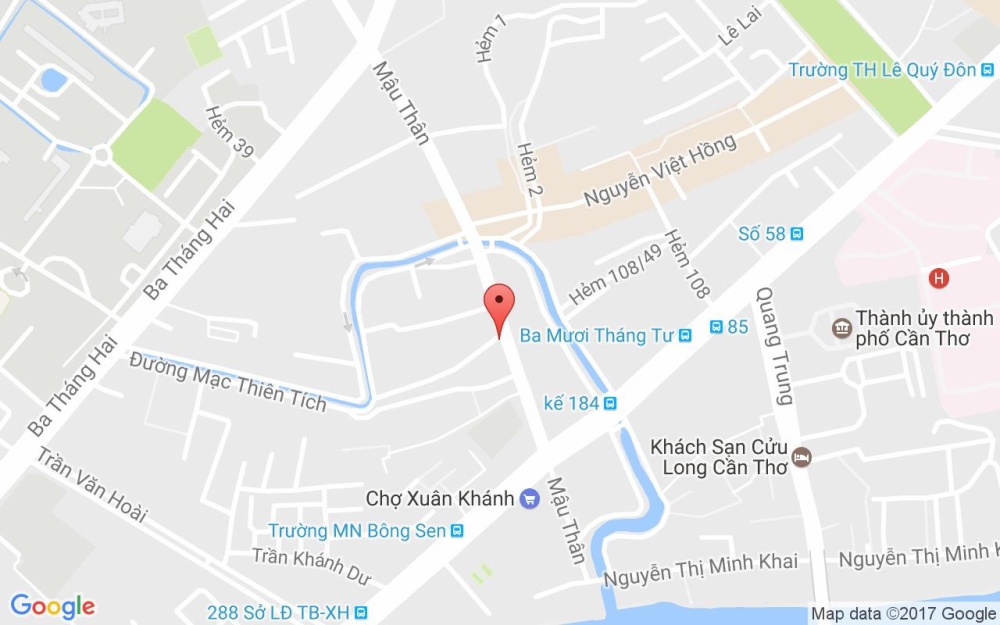 Lê Lai
Hẻm 1
Trường TH Lê Quý Đôn
Mậu Thân
Hẻm 39
Hẻm 2
Nguyễn Việt Hồng
Ba Tháng Hai
Số 58
Hẻm 108/49
Hẻm 108
Quang Trung
Thành ủy thành
phố Cần Thơ
Ba Mươi Tháng Tư
85
Ba Tháng Hai
Đường Mạc Thiên Tích
kế 184
Khách Sạn Cửu
Long Cần Thơ
Trần Văn Hoài
Chợ Xuân Khánh
Mậu Thân
Trường MN Bông Sen
Trần Khánh Dư
Nguyễn Thị Minh Khai
Nguyễn Thị Minh K
Google
288 Sở LĐ TB-XH
Map data ©2017 Google
H